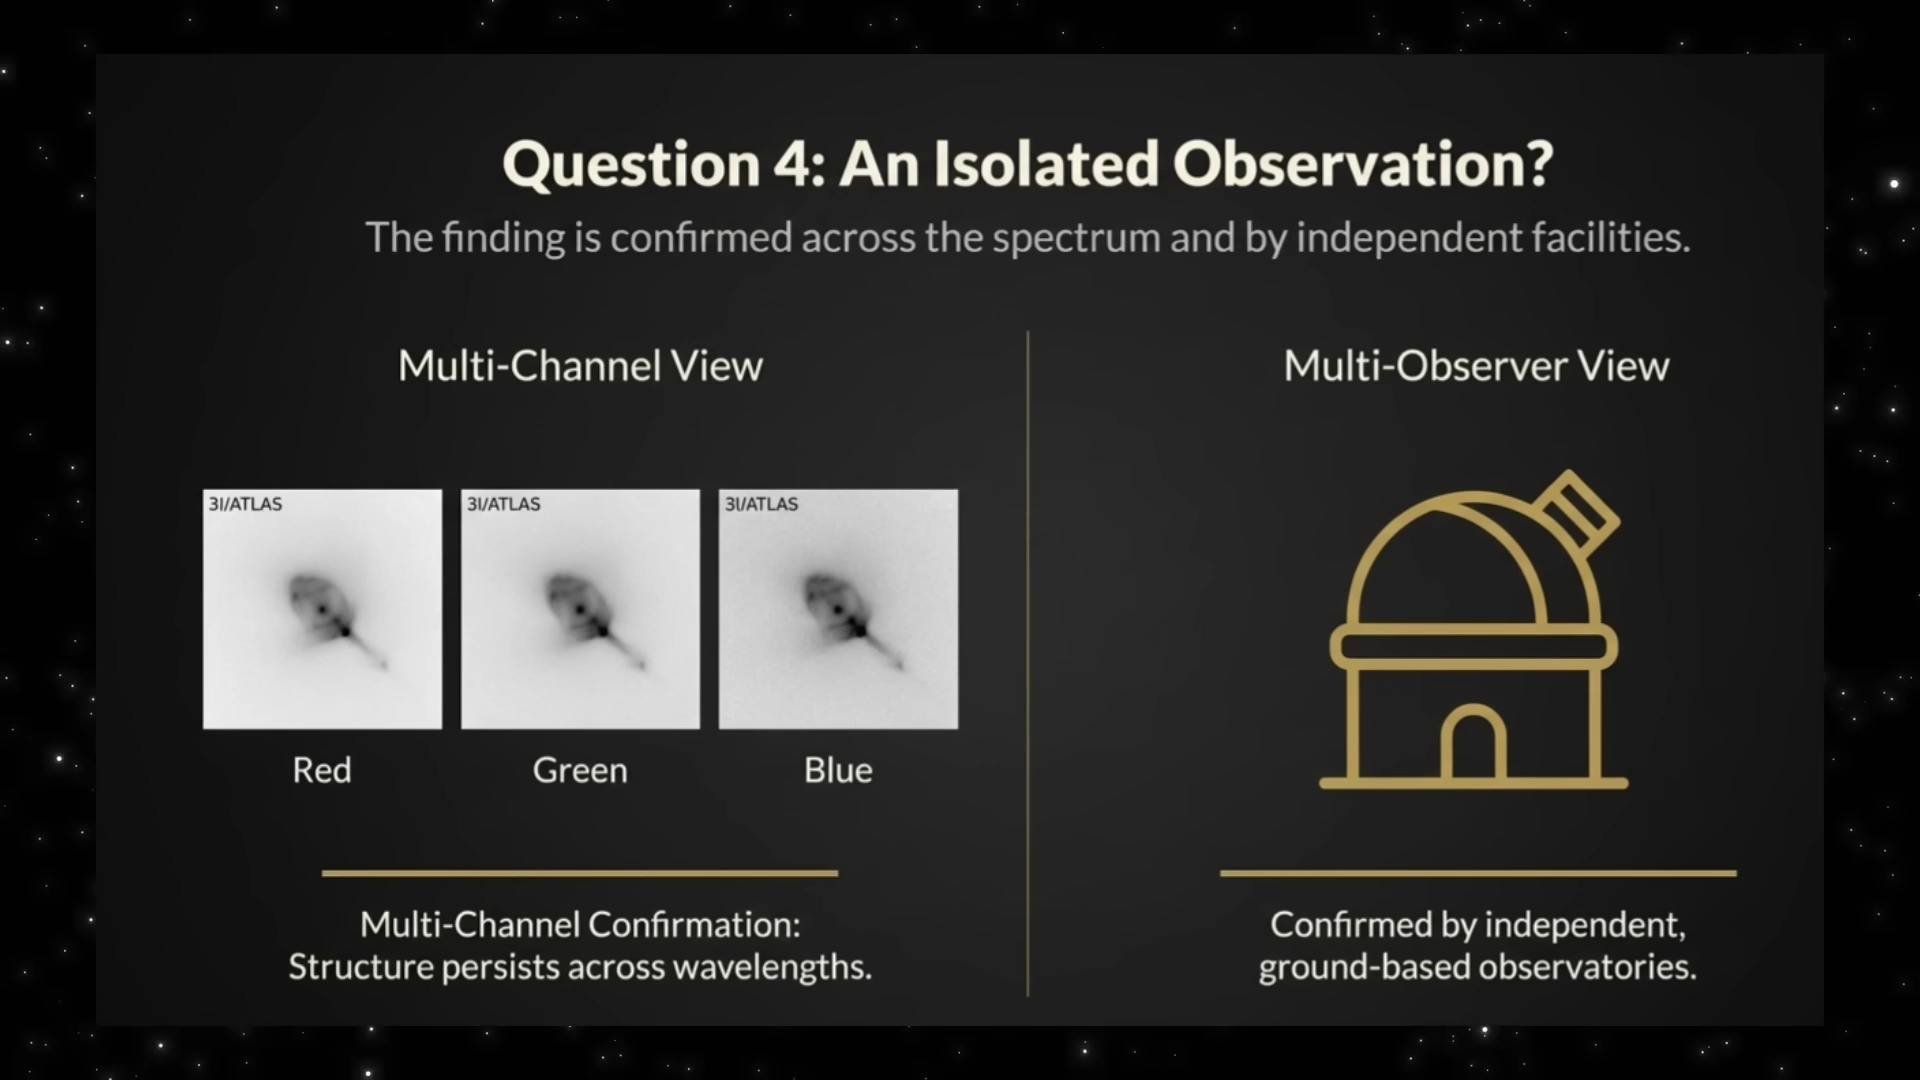 Question 4: An Isolated Observation?
The finding is confirmed across the spectrum and by independent facilities.
Multi-Channel View
3I/ATLAS
3I/ATLAS
3I/ATLAS
Red
Green
Blue
Multi-Channel Confirmation:
Structure persists across wavelengths.
Multi-Observer View
Confirmed by independent,
ground-based observatories.